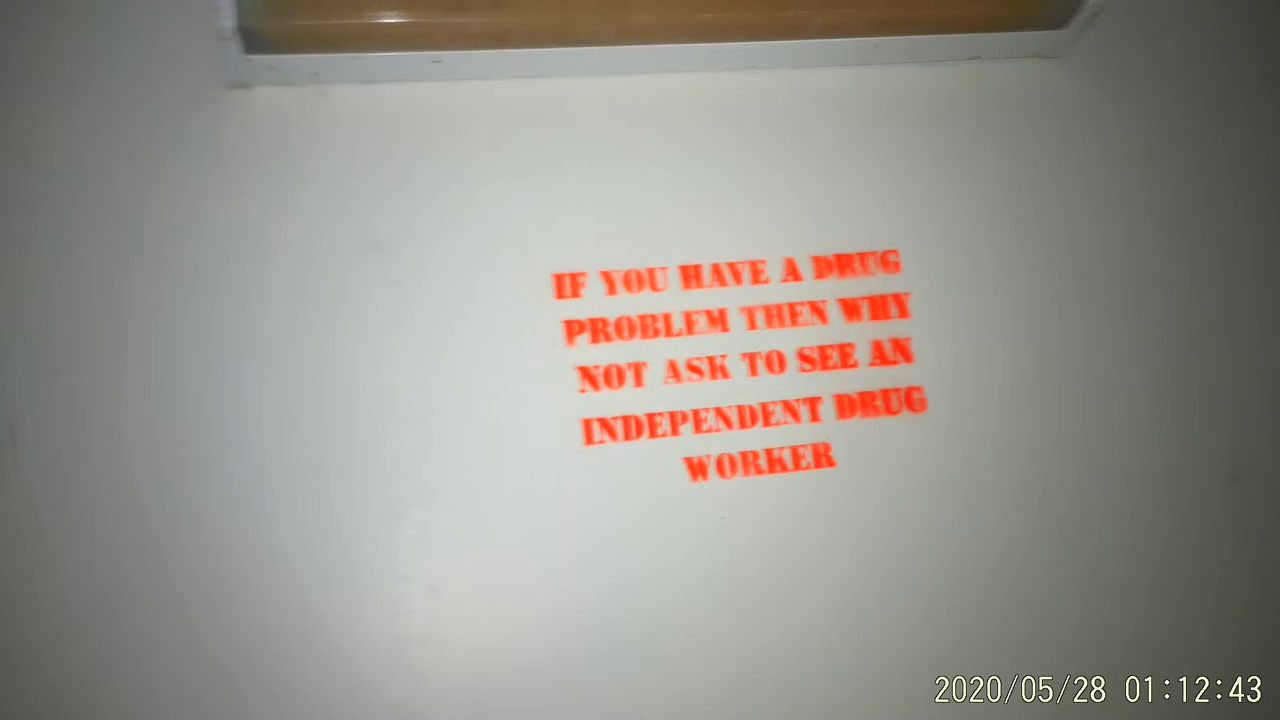 IF YOU HAVE A DRUG
PROBLEM THEN WHY
NOT ASK TO SEE AN
INDEPENDENT DRUG
WORKER
2020/05/28 01:12:43